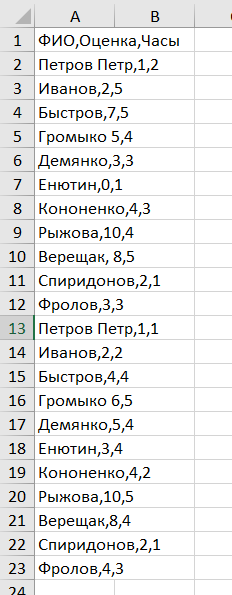 A B
1 ФИО,Оценка,Часы
2 Петров Петр,1,2
3 Иванов,2,5
4 Быстров,7,5
5 Громыко 5,4
6 Демянко,3,3
7 Енютин,0,1
8 Кононенко,4,3
9 Рыжова,10,4
10 Верещак, 8,5
11 Спиридонов,2,1
12 Фролов,3,3
13 Петров Петр,1,1
14 Иванов,2,2
15 Быстров,4,4
16 Громыко 6,5
17 Демянко,5,4
18 Енютин,3,4
19 Кононенко,4,2
20 Рыжова,10,5
21 Верещак,8,4
22 Спиридонов,2,1
23 Фролов,4,3
24